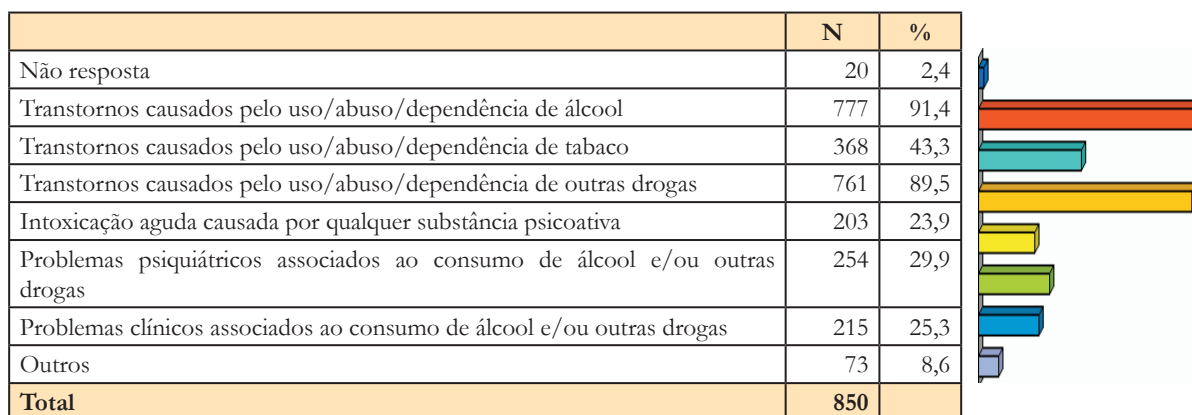 N %
Não resposta 20 2,4
Transtornos causados pelo uso/abuso/dependência de álcool 777 91,4
Transtornos causados pelo uso/abuso/dependência de tabaco 368 43,3
Transtornos causados pelo uso/abuso/dependência de outras drogas 761 89,5
Intoxicação aguda causada por qualquer substância psicoativa 203 23,9
Problemas psiquiátricos associados ao consumo de álcool e/ou outras 254 29,9
drogas
Problemas clínicos associados ao consumo de álcool e/ou outras drogas 215 25,3
Outros 73 8,6
Total 850